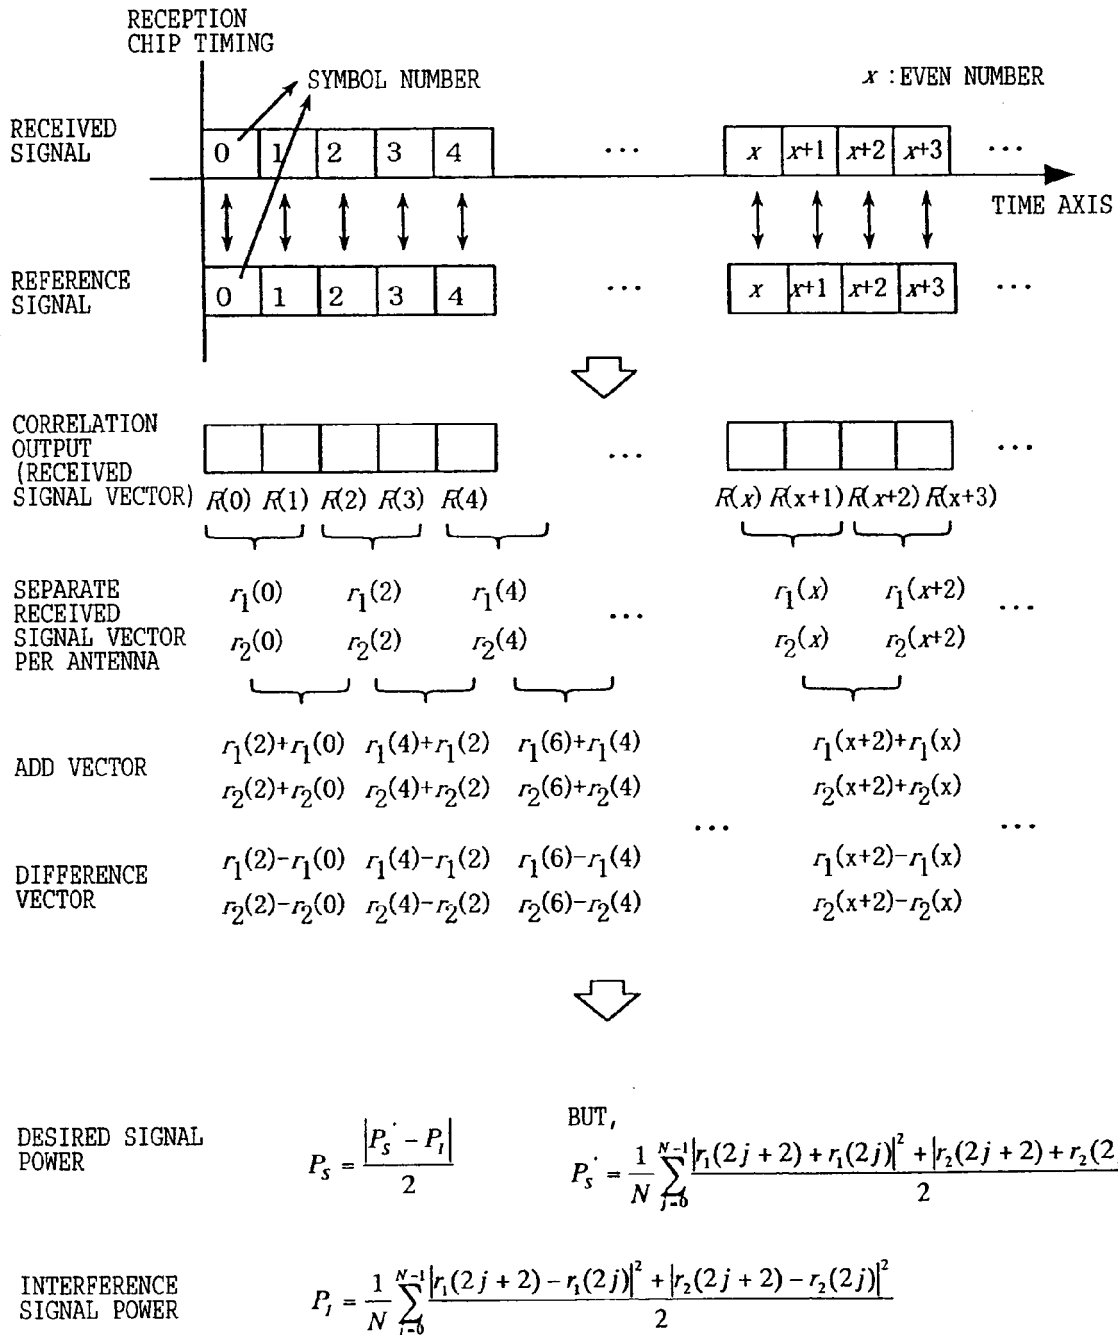 RECEPTION
CHIP TIMING
SYMBOL NUMBER
x : EVEN NUMBER
RECEIVED
SIGNAL
0 1 2 3 4 ... x x+1 x+2 x+3 ...
TIME AXIS
REFERENCE
SIGNAL
0 1 2 3 4 ... x x+1 x+2 x+3 ...
CORRELATION
OUTPUT
(RECEIVED
SIGNAL VECTOR)
... ...
R(0) R(1) R(2) R(3) R(4) R(x) R(x+1) R(x+2) R(x+3)
SEPARATE
RECEIVED
SIGNAL VECTOR
PER ANTENNA
r1(0) r1(2) r1(4) ... r1(x) r1(x+2) ...
r2(0) r2(2) r2(4) r2(x) r2(x+2)
ADD VECTOR
r1(2)+r1(0) r1(4)+r1(2) r1(6)+r1(4) r1(x+2)+r1(x)
r2(2)+r2(0) r2(4)+r2(2) r2(6)+r2(4) r2(x+2)+r2(x)
... ...
DIFFERENCE
VECTOR
r1(2)-r1(0) r1(4)-r1(2) r1(6)-r1(4) r1(x+2)-r1(x)
r2(2)-r2(0) r2(4)-r2(2) r2(6)-r2(4) r2(x+2)-r2(x)
DESIRED SIGNAL
POWER
P_S = |P_S' - P_I| / 2
BUT,
P_S' = 1/N Σ_{j=0}^{N-1} |r1(2j+2)+r1(2j)|^2 + |r2(2j+2)+r2(2 / 2
INTERFERENCE
SIGNAL POWER
P_I = 1/N Σ_{j=0}^{N-1} |r1(2j+2)-r1(2j)|^2 + |r2(2j+2)-r2(2j)|^2 / 2